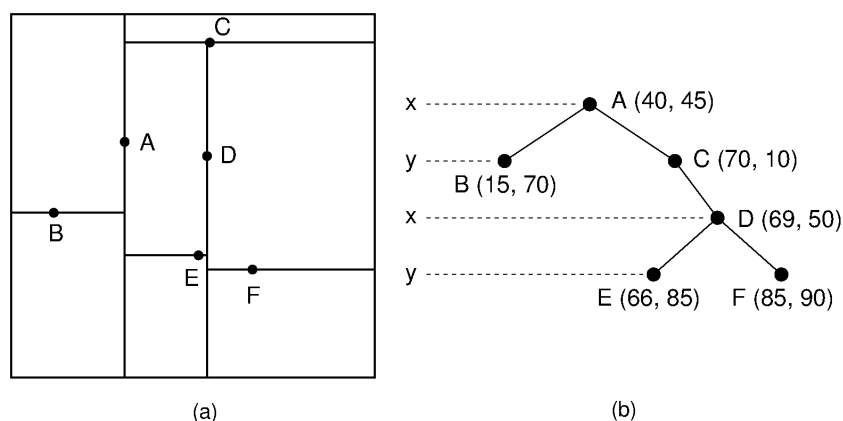 C
A
D
B
E
F
(a)
x
A (40, 45)
y
B (15, 70)
C (70, 10)
x
D (69, 50)
y
E (66, 85)
F (85, 90)
(b)